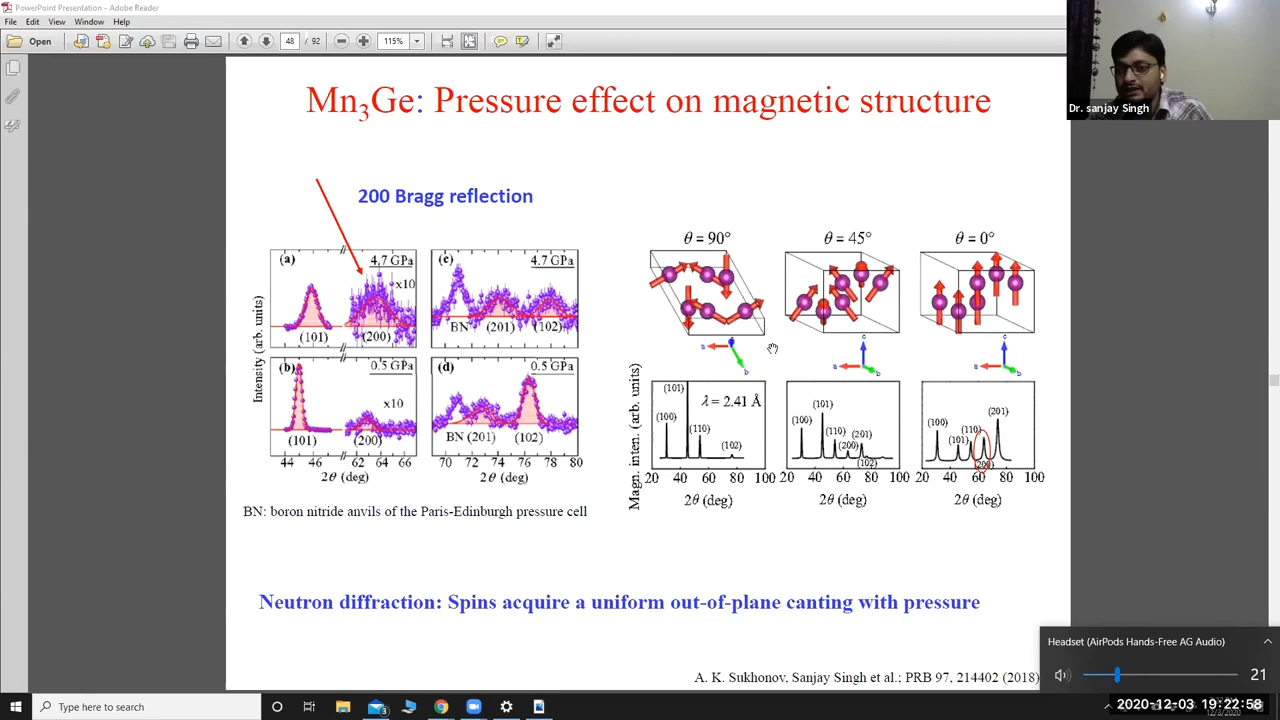 PowerPoint Presentation - Adobe Reader
File Edit View Window Help
Open 48 / 92 115%
Dr. sanjay Singh
Mn3Ge: Pressure effect on magnetic structure
200 Bragg reflection
(a) 4.7 GPa x10 (101) (200)
(c) 4.7 GPa BN (201) (102)
(b) 0.5 GPa x10 (101) (200)
(d) 0.5 GPa BN (201) (102)
Intensity (arb. units)
44 46 62 64 66
2θ (deg)
70 72 74 76 78 80
2θ (deg)
θ = 90°
θ = 45°
θ = 0°
a b
c a b
c a b
Magn. inten. (arb. units)
(101) λ = 2.41 Å
(100) (110) (102)
(101)
(100) (110) (201)
(200)
(102)
(201)
(100) (110)
(101)
(200)
20 40 60 80 100
20 40 60 80 100
20 40 60 80 100
2θ (deg)
2θ (deg)
2θ (deg)
BN: boron nitride anvils of the Paris-Edinburgh pressure cell
Neutron diffraction: Spins acquire a uniform out-of-plane canting with pressure
A. K. Sukhonov, Sanjay Singh et al.; PRB 97, 214402 (2018)
Headset (AirPods Hands-Free AG Audio)
21
Type here to search
3
2020-12-03 19:22:58